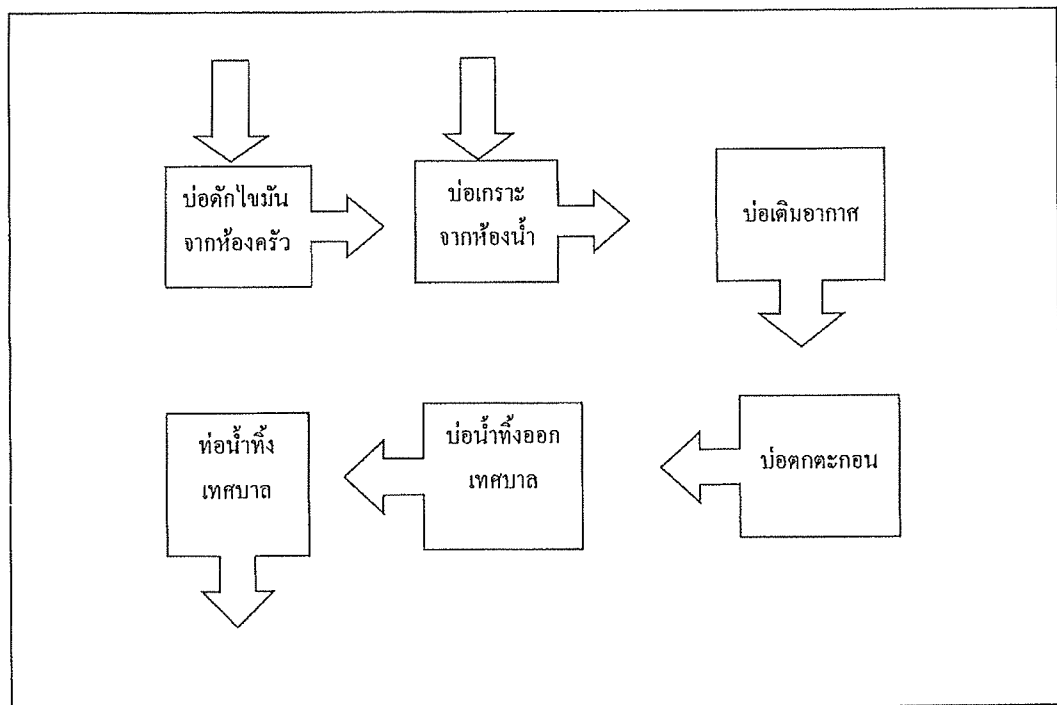 บ่อดักไขมัน
จากห้องครัว
บ่อเกราะ
จากห้องน้ำ
บ่อเติมอากาศ
บ่อตกตะกอน
บ่อน้ำทิ้งออก
เทศบาล
ท่อน้ำทิ้ง
เทศบาล